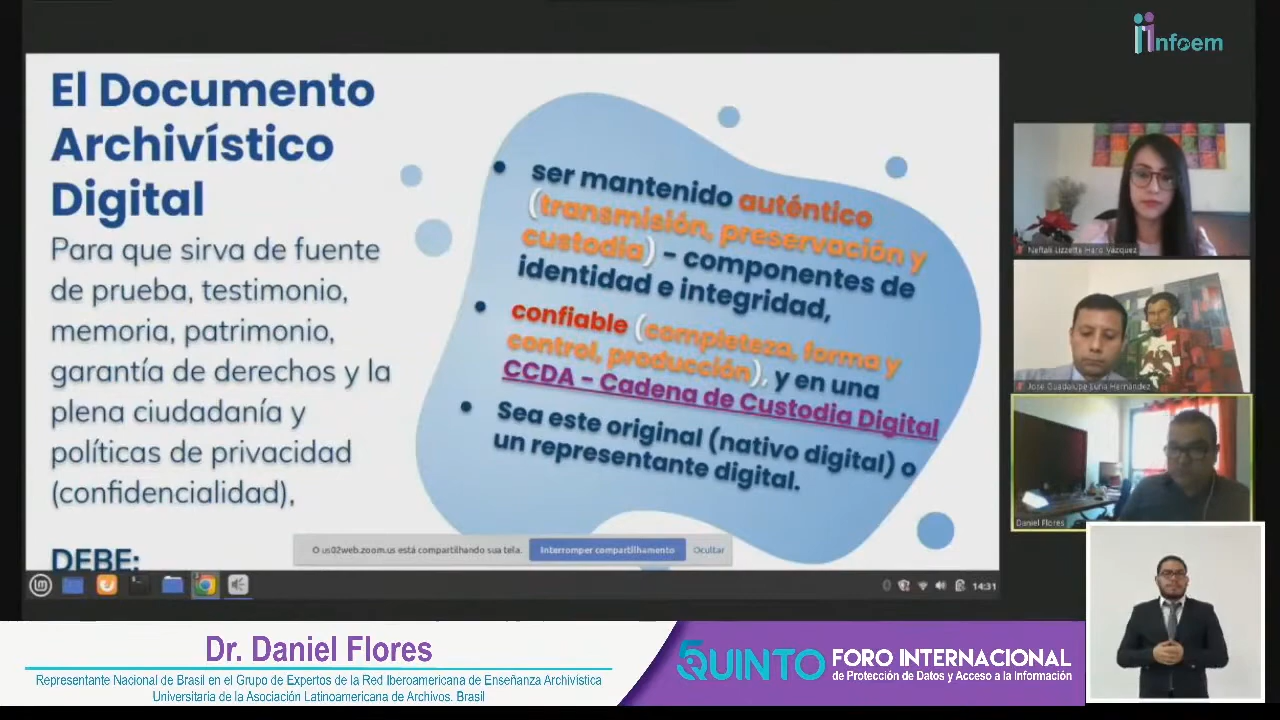 infoem
El Documento
Archivístico
Digital
Para que sirva de fuente
de prueba, testimonio,
memoria, patrimonio,
garantía de derechos y la
plena ciudadanía y
políticas de privacidad
(confidencialidad),
DEBE:
• ser mantenido auténtico
(transmisión, preservación y
custodia) - componentes de
identidad e integridad,
• confiable (completeza, forma y
control, producción), y en una
CCDA - Cadena de Custodia Digital
• Sea este original (nativo digital) o
un representante digital.
O us02web.zoom.us está compartilhando sua tela. Interromper compartilhamento Ocultar
14:31
Neftali Lizzette Haro Vazquez
José Guadalupe Luna Hernández
Daniel Flores
Dr. Daniel Flores
Representante Nacional de Brasil en el Grupo de Expertos de la Red Iberoamericana de Enseñanza Archivística
Universitaria de la Asociación Latinoamericana de Archivos. Brasil
5 QUINTO FORO INTERNACIONAL
de Protección de Datos y Acceso a la Información